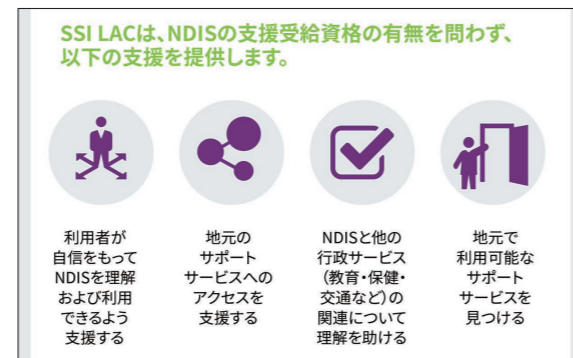 SSI LACは、NDISの支援受給資格の有無を問わず、
以下の支援を提供します。
利用者が
自信をもって
NDISを理解
および利用
できるよう
支援する
地元の
サポート
サービスへの
アクセスを
支援する
NDISと他の
行政サービス
（教育・保健・
交通など）の
関連について
理解を助ける
地元で
利用可能な
サポート
サービスを
見つける